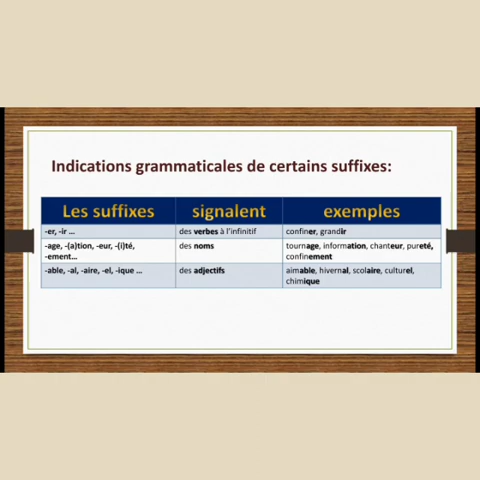 Indications grammaticales de certains suffixes:
Les suffixes signalent exemples
-er, -ir ... des verbes à l'infinitif confiner, grandir
-age, -(a)tion, -eur, -(i)té, des noms tournage, information, chanteur, pureté,
-ement... confinement
-able, -al, -aire, -el, -ique ... des adjectifs aimable, hivernal, scolaire, culturel,
chimique